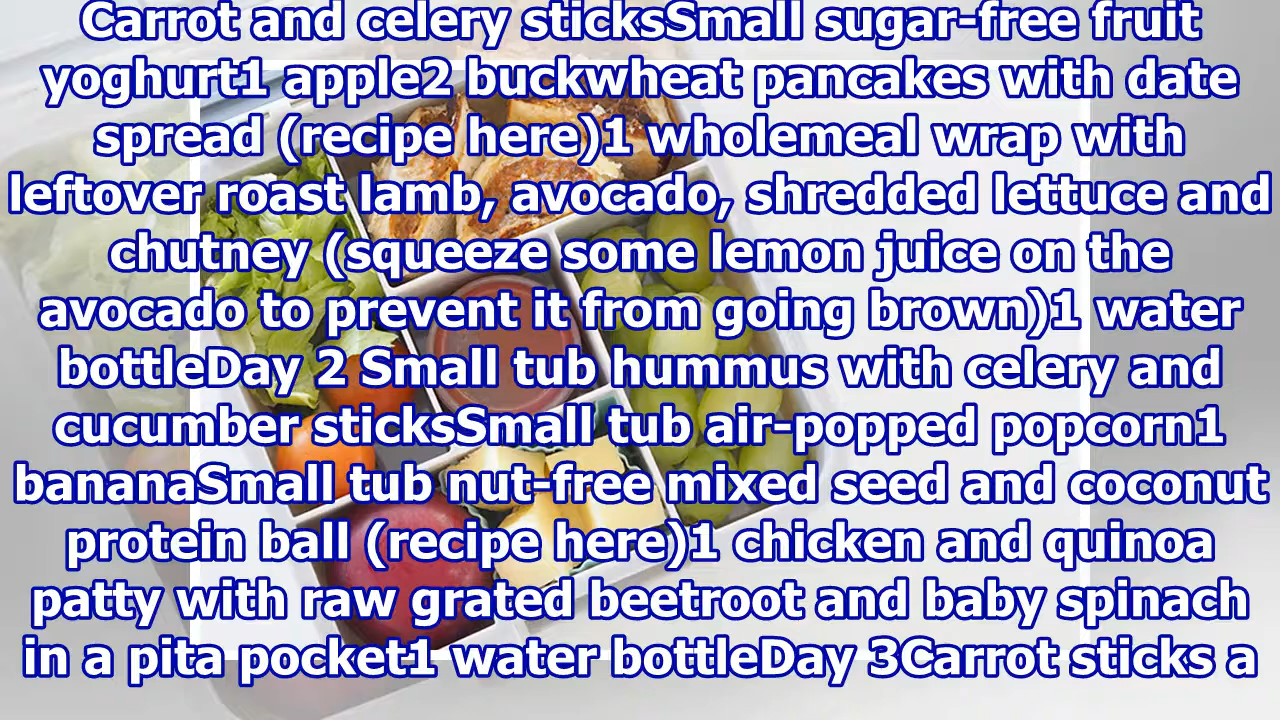 Carrot and celery sticksSmall sugar-free fruit
yoghurt1 apple2 buckwheat pancakes with date
spread (recipe here)1 wholemeal wrap with
leftover roast lamb, avocado, shredded lettuce and
chutney (squeeze some lemon juice on the
avocado to prevent it from going brown)1 water
bottleDay 2 Small tub hummus with celery and
cucumber sticksSmall tub air-popped popcorn1
bananaSmall tub nut-free mixed seed and coconut
protein ball (recipe here)1 chicken and quinoa
patty with raw grated beetroot and baby spinach
in a pita pocket1 water bottleDay 3Carrot sticks a